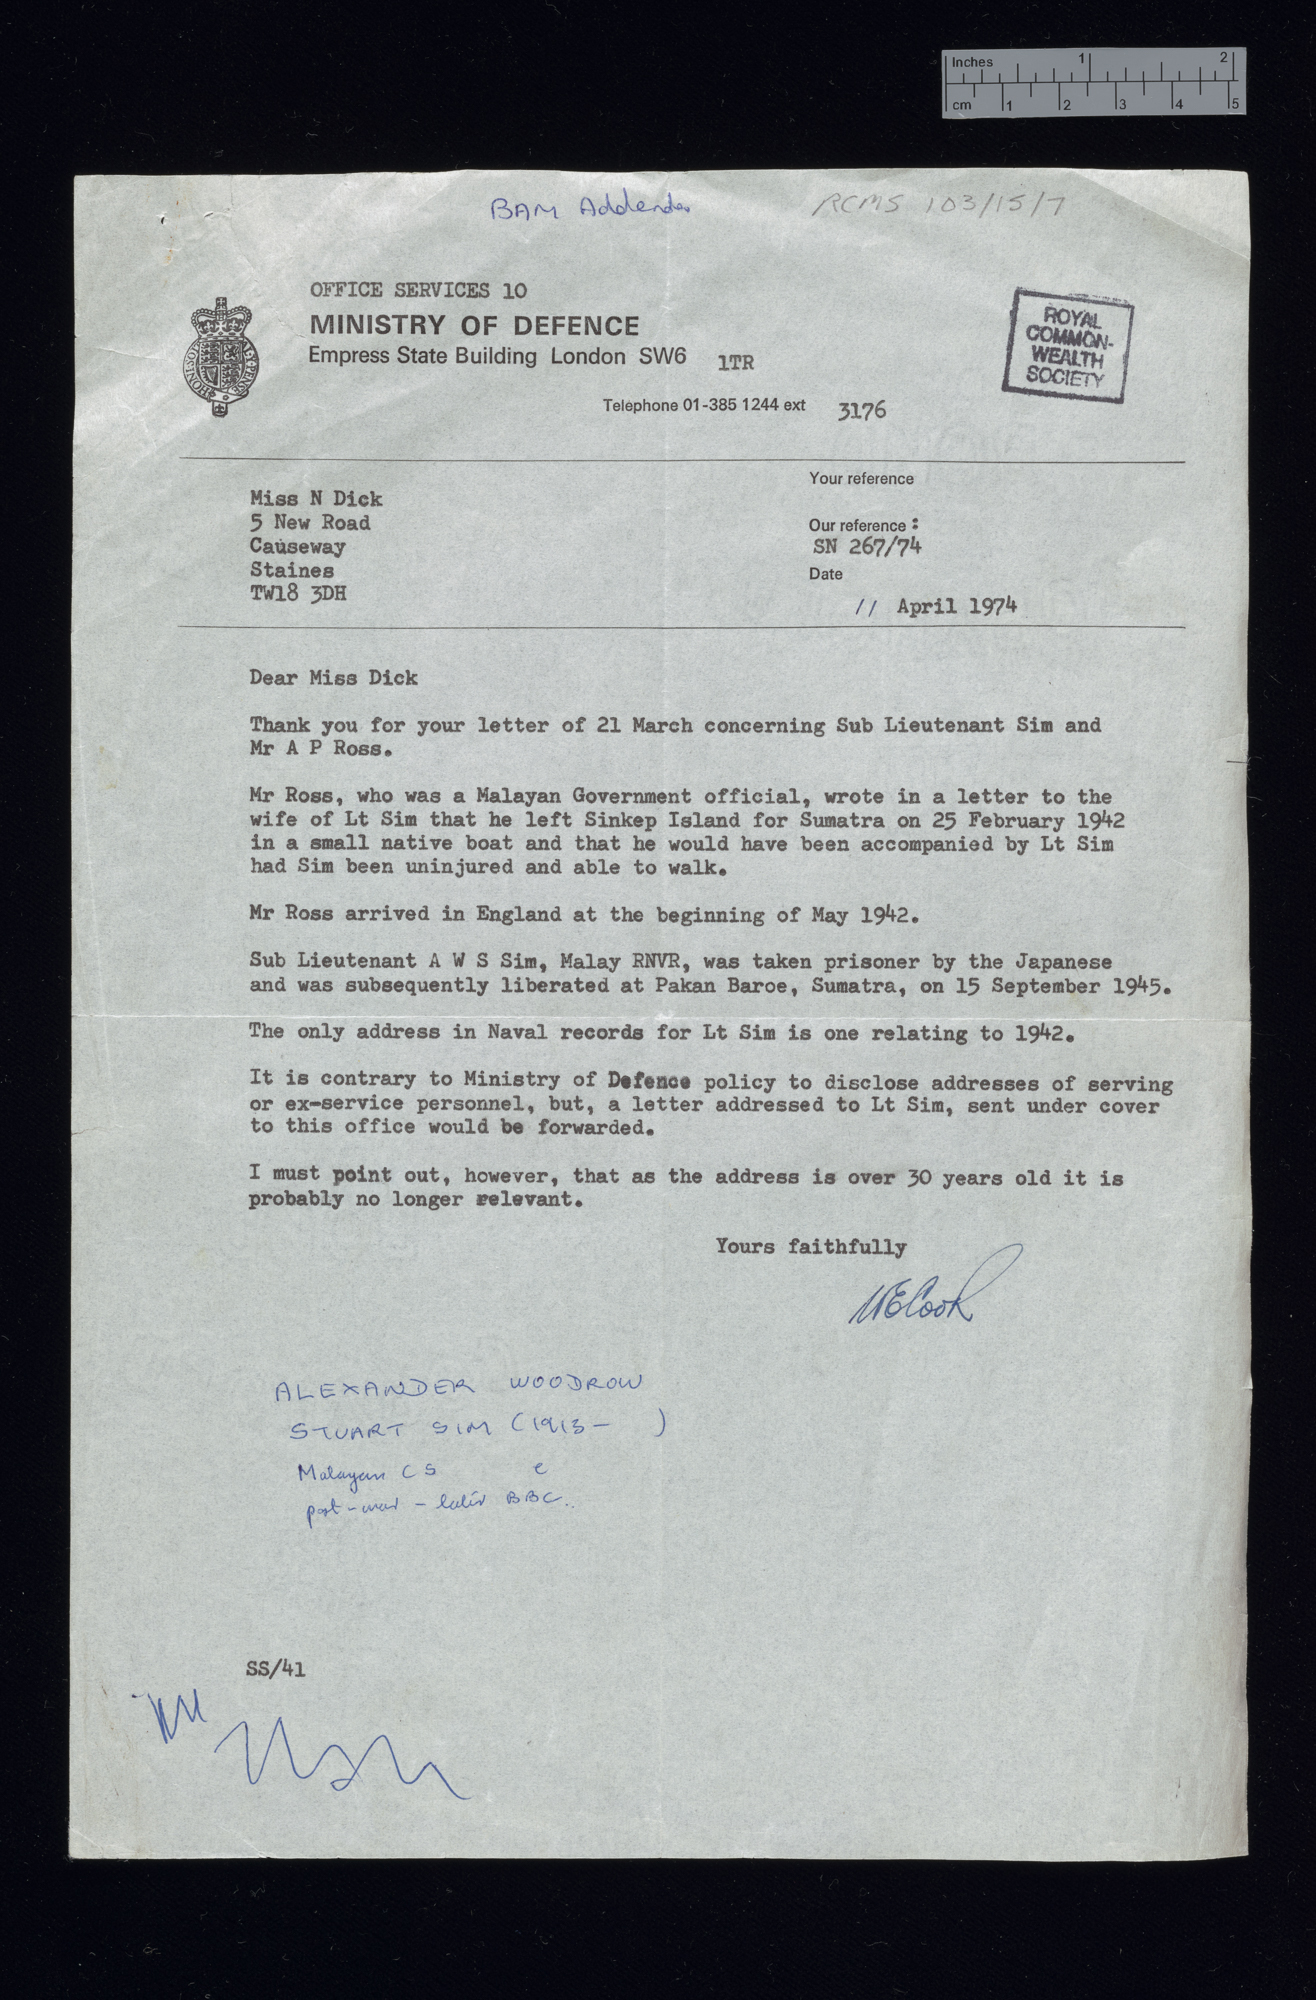 Inches 1 2
cm 1 2 3 4 5
BAM Addenda
RCMS 103/15/7
OFFICE SERVICES 10
MINISTRY OF DEFENCE
Empress State Building London SW6 1TR
Telephone 01-385 1244 ext 3176
ROYAL
COMMON-
WEALTH
SOCIETY
Miss N Dick
5 New Road
Causeway
Staines
TW18 3DH
Your reference
Our reference :
SN 267/74
Date
11 April 1974
Dear Miss Dick
Thank you for your letter of 21 March concerning Sub Lieutenant Sim and
Mr A P Ross.
Mr Ross, who was a Malayan Government official, wrote in a letter to the
wife of Lt Sim that he left Sinkep Island for Sumatra on 25 February 1942
in a small native boat and that he would have been accompanied by Lt Sim
had Sim been uninjured and able to walk.
Mr Ross arrived in England at the beginning of May 1942.
Sub Lieutenant A W S Sim, Malay RNVR, was taken prisoner by the Japanese
and was subsequently liberated at Pakan Baroe, Sumatra, on 15 September 1945.
The only address in Naval records for Lt Sim is one relating to 1942.
It is contrary to Ministry of Defence policy to disclose addresses of serving
or ex-service personnel, but, a letter addressed to Lt Sim, sent under cover
to this office would be forwarded.
I must point out, however, that as the address is over 30 years old it is
probably no longer relevant.
Yours faithfully
WECook
ALEXANDER WOODROW
STUART SIM (1913- )
Malayan CS e
post-war - later BBC..
SS/41